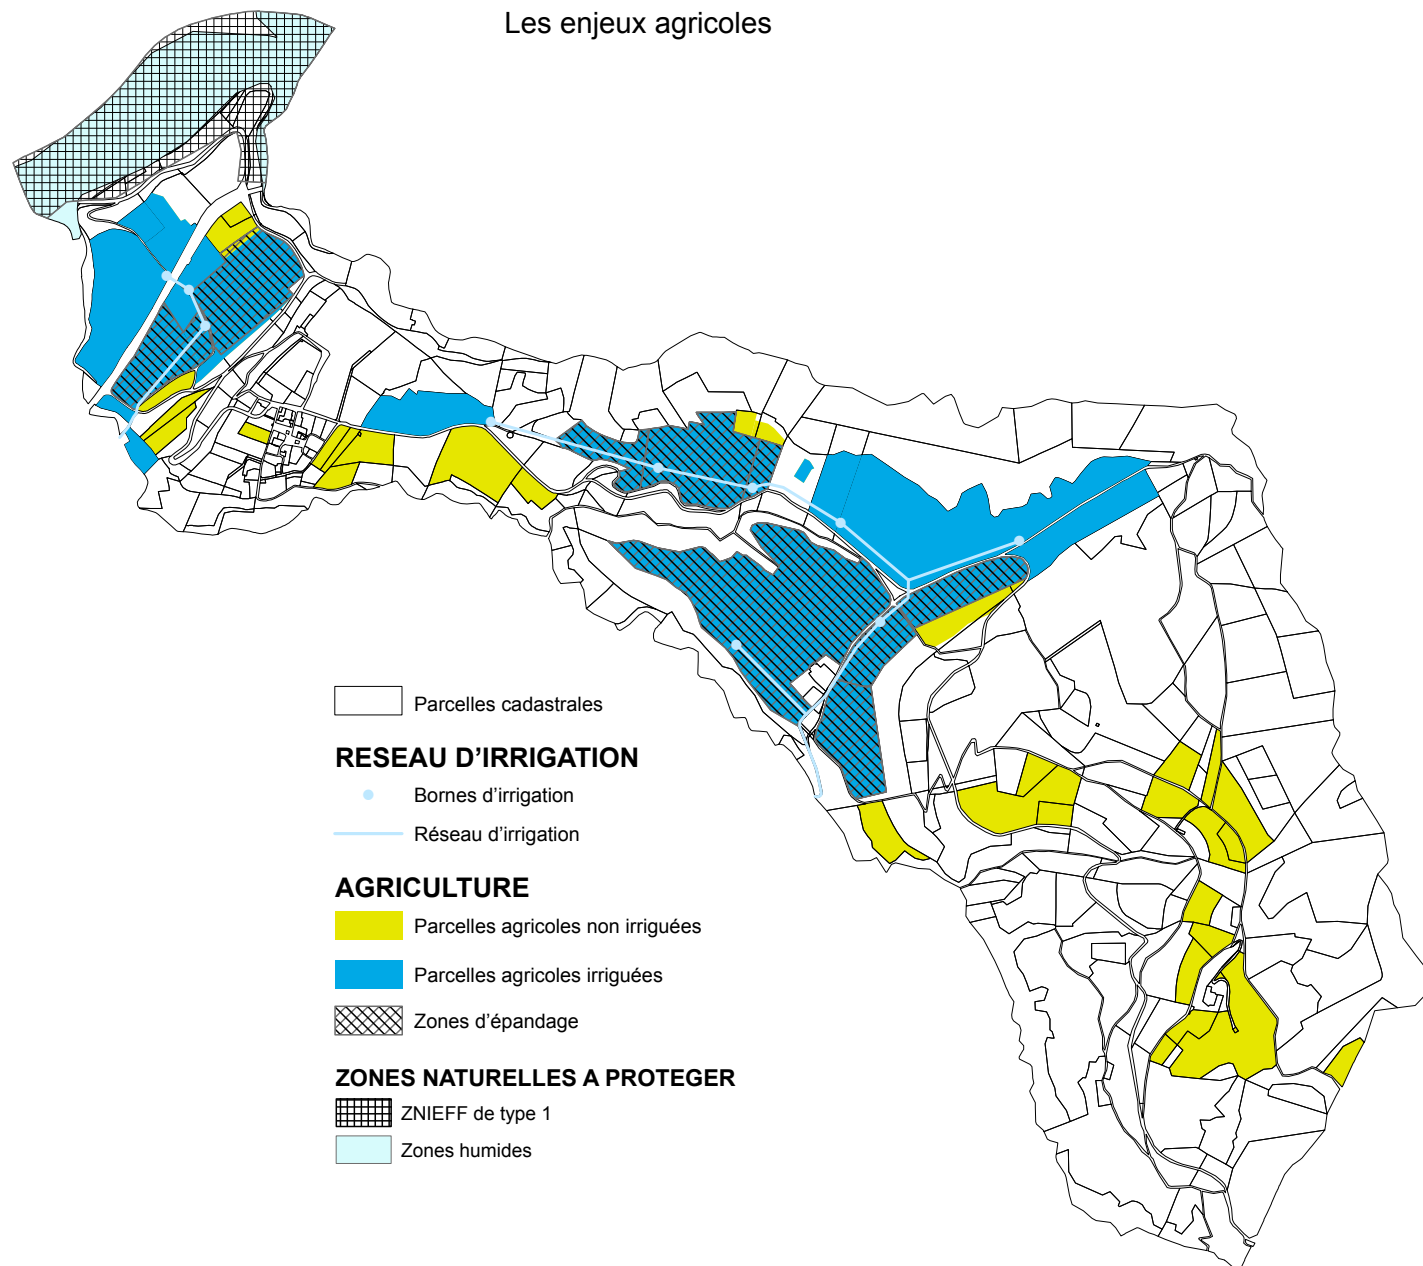 Les enjeux agricoles
Parcelles cadastrales
RESEAU D'IRRIGATION
Bornes d'irrigation
Réseau d'irrigation
AGRICULTURE
Parcelles agricoles non irriguées
Parcelles agricoles irriguées
Zones d'épandage
ZONES NATURELLES A PROTEGER
ZNIEFF de type 1
Zones humides